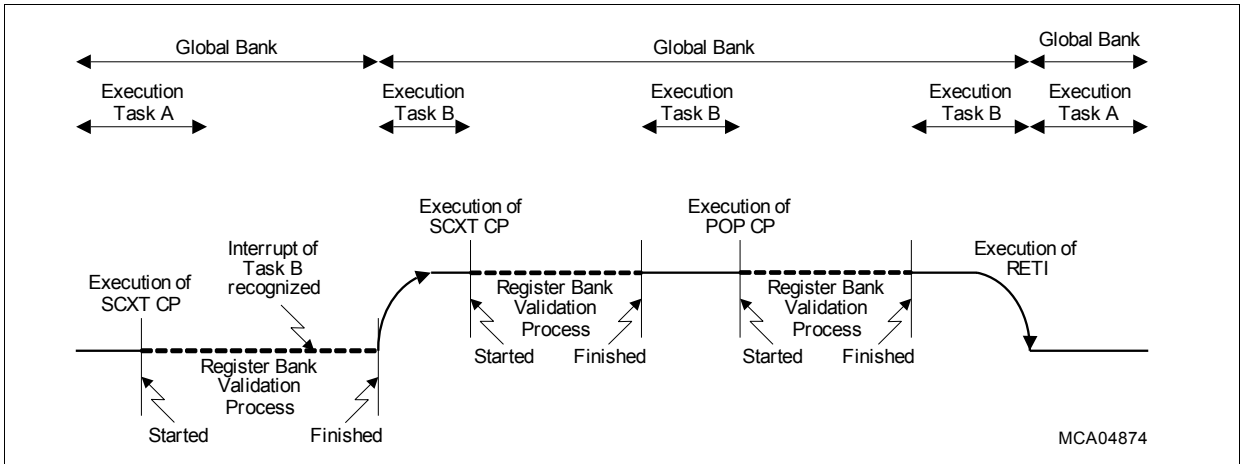 Global Bank
Global Bank
Global Bank
Execution
Task A
Execution
Task B
Execution
Task B
Execution
Task B
Execution
Task A
Execution of
SCXT CP
Interrupt of
Task B
recognized
Register Bank
Validation
Process
Started
Finished
Execution of
SCXT CP
Register Bank
Validation
Process
Started
Finished
Execution of
POP CP
Register Bank
Validation
Process
Started
Finished
Execution of
RETI
MCA04874